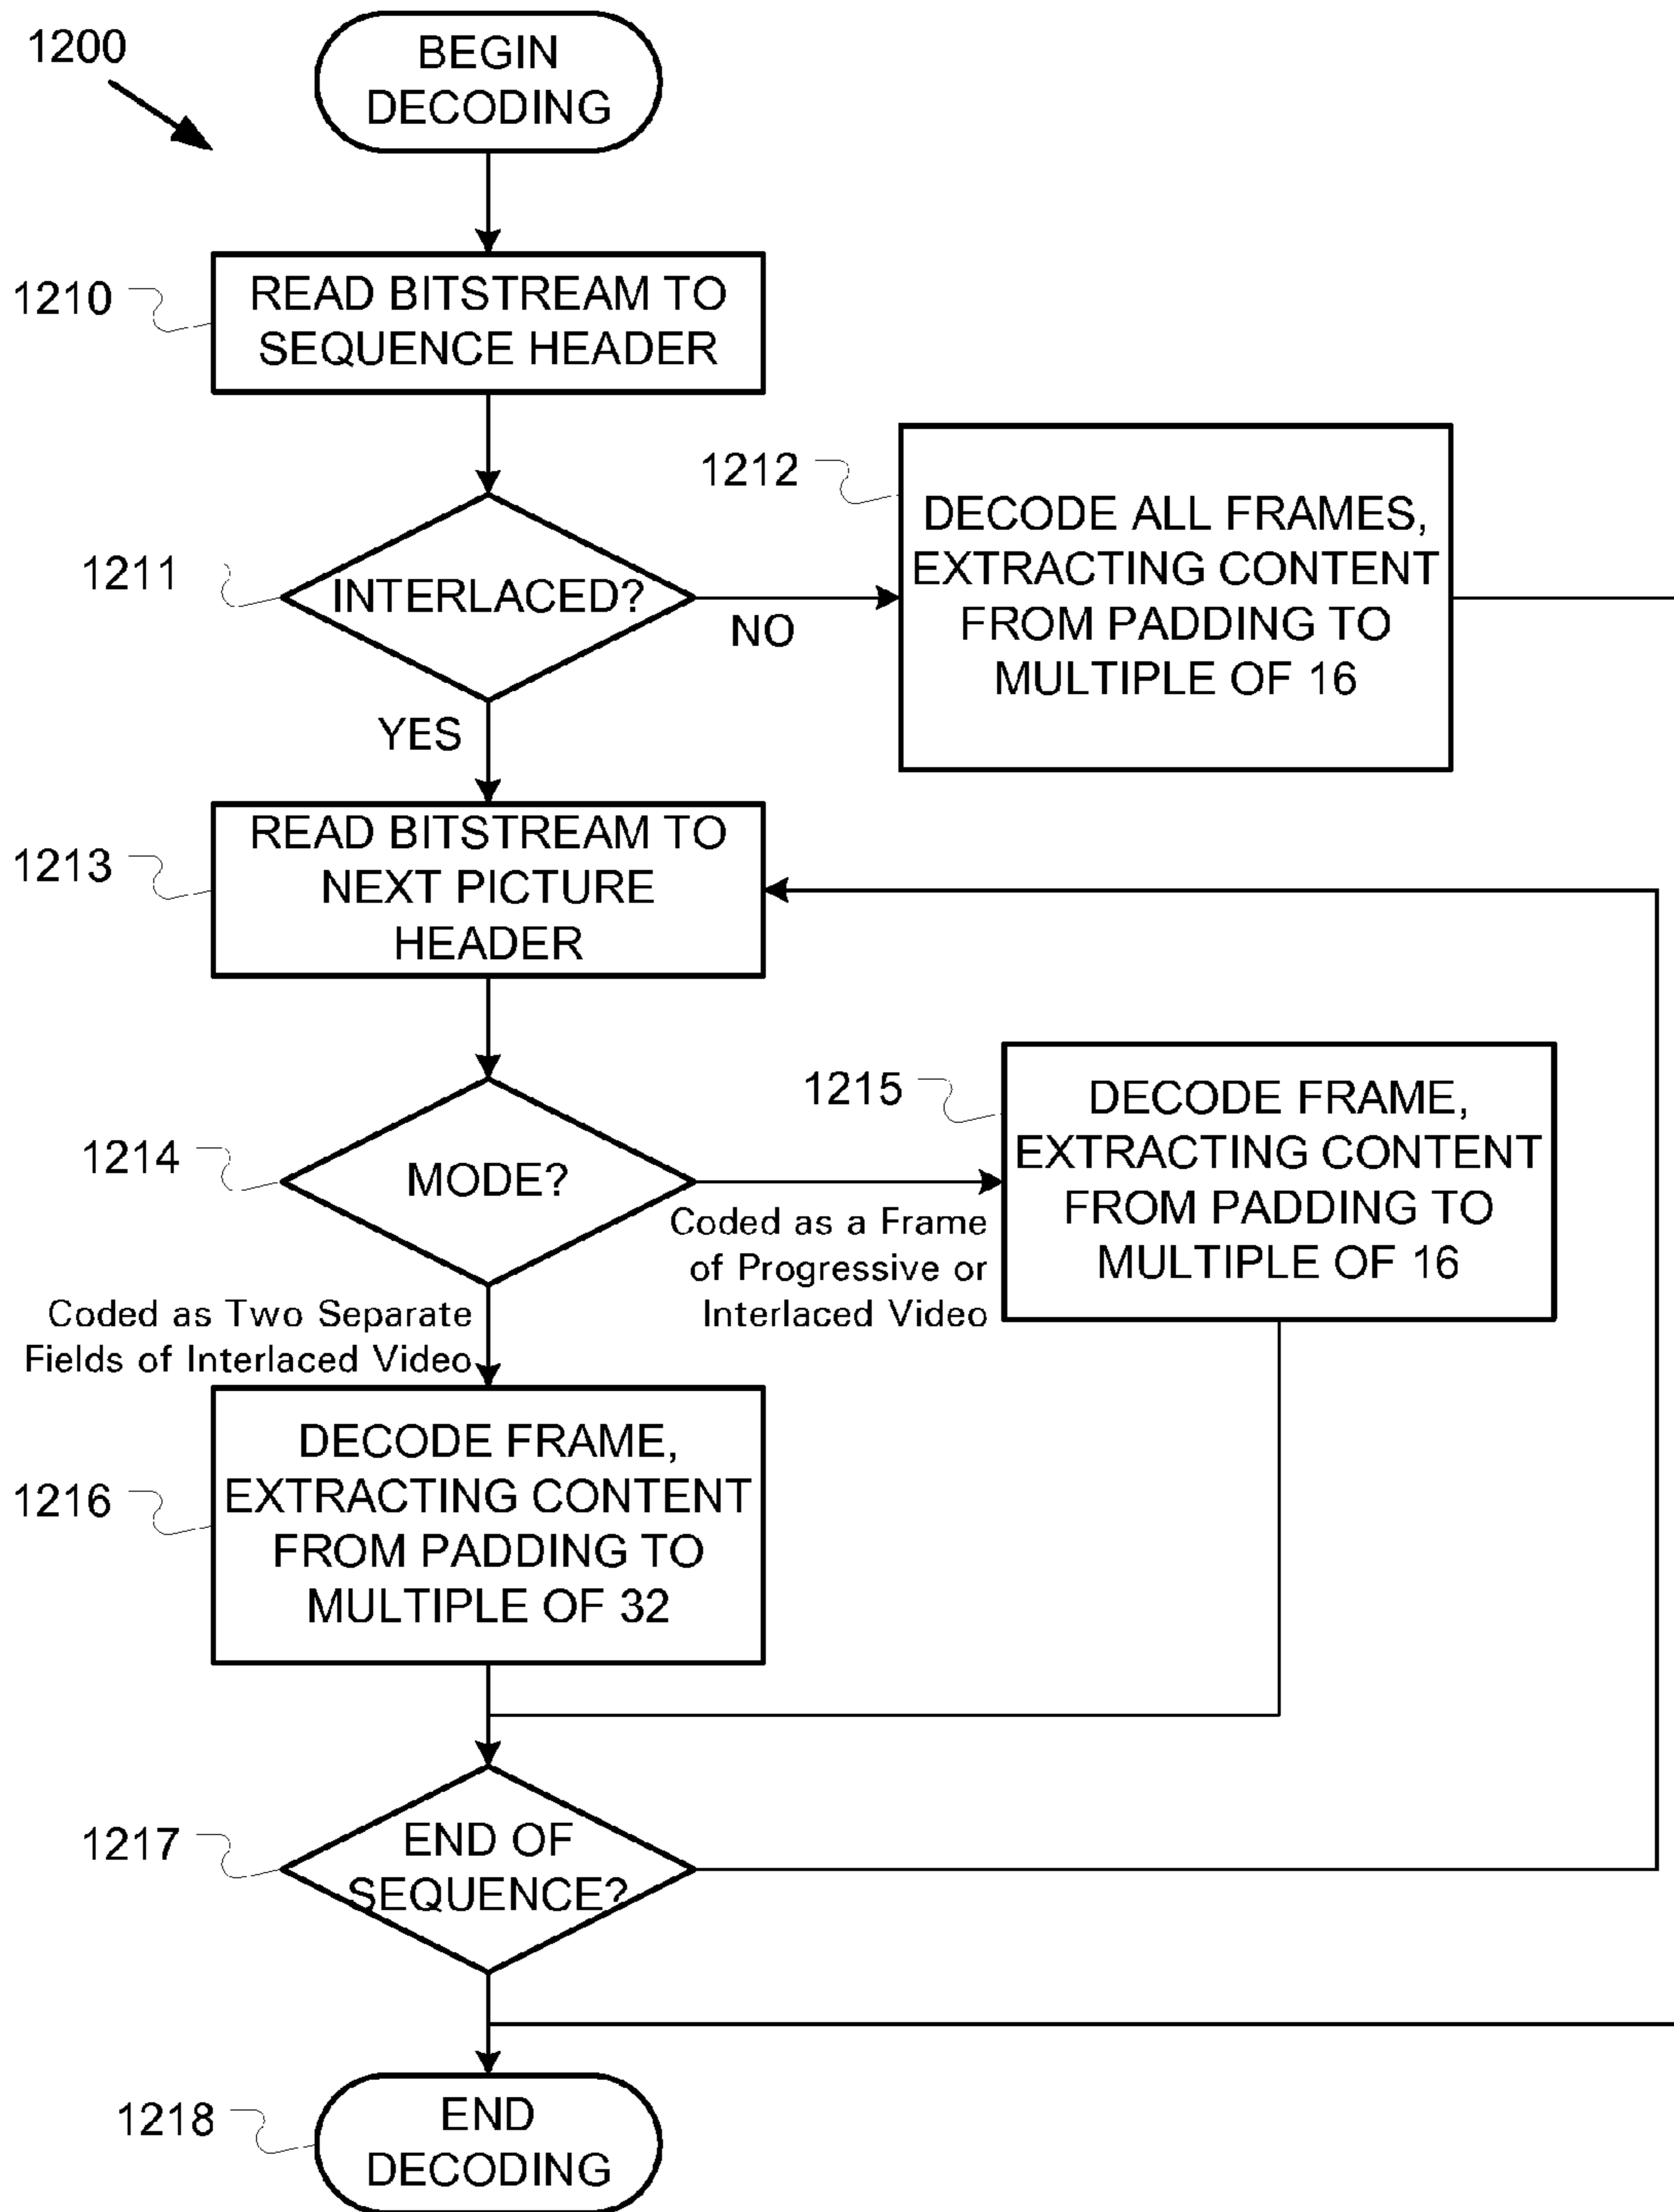 1200
BEGIN
DECODING
1210
READ BITSTREAM TO
SEQUENCE HEADER
1211
INTERLACED?
NO
YES
1212
DECODE ALL FRAMES,
EXTRACTING CONTENT
FROM PADDING TO
MULTIPLE OF 16
1213
READ BITSTREAM TO
NEXT PICTURE
HEADER
1214
MODE?
Coded as a Frame
of Progressive or
Interlaced Video
1215
DECODE FRAME,
EXTRACTING CONTENT
FROM PADDING TO
MULTIPLE OF 16
Coded as Two Separate
Fields of Interlaced Video
1216
DECODE FRAME,
EXTRACTING CONTENT
FROM PADDING TO
MULTIPLE OF 32
1217
END OF
SEQUENCE?
1218
END
DECODING